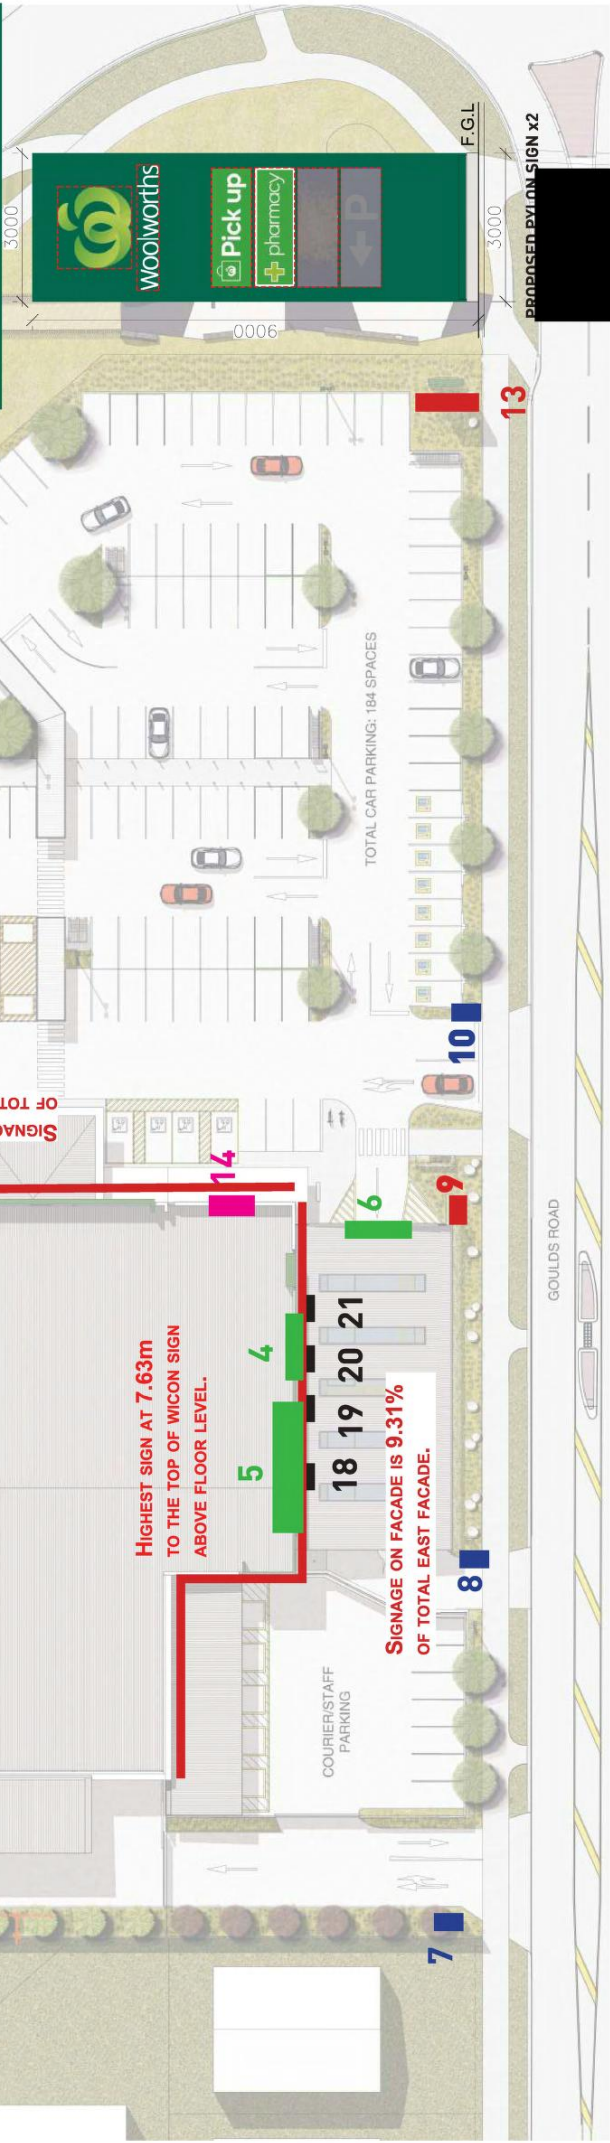 3000
Woolworths
Pick up
+ pharmacy
P
F.G.L
3000
9000
PROPOSED PYLON SIGN x2
13
TOTAL CAR PARKING: 184 SPACES
10
OF TOT
SIGNAG
14
6
9
GOULDS ROAD
HIGHEST SIGN AT 7.63m
TO THE TOP OF WICON SIGN
ABOVE FLOOR LEVEL.
4
5
21
20
19
18
SIGNAGE ON FACADE IS 9.31%
OF TOTAL EAST FACADE.
8
COURIER/STAFF
PARKING
7